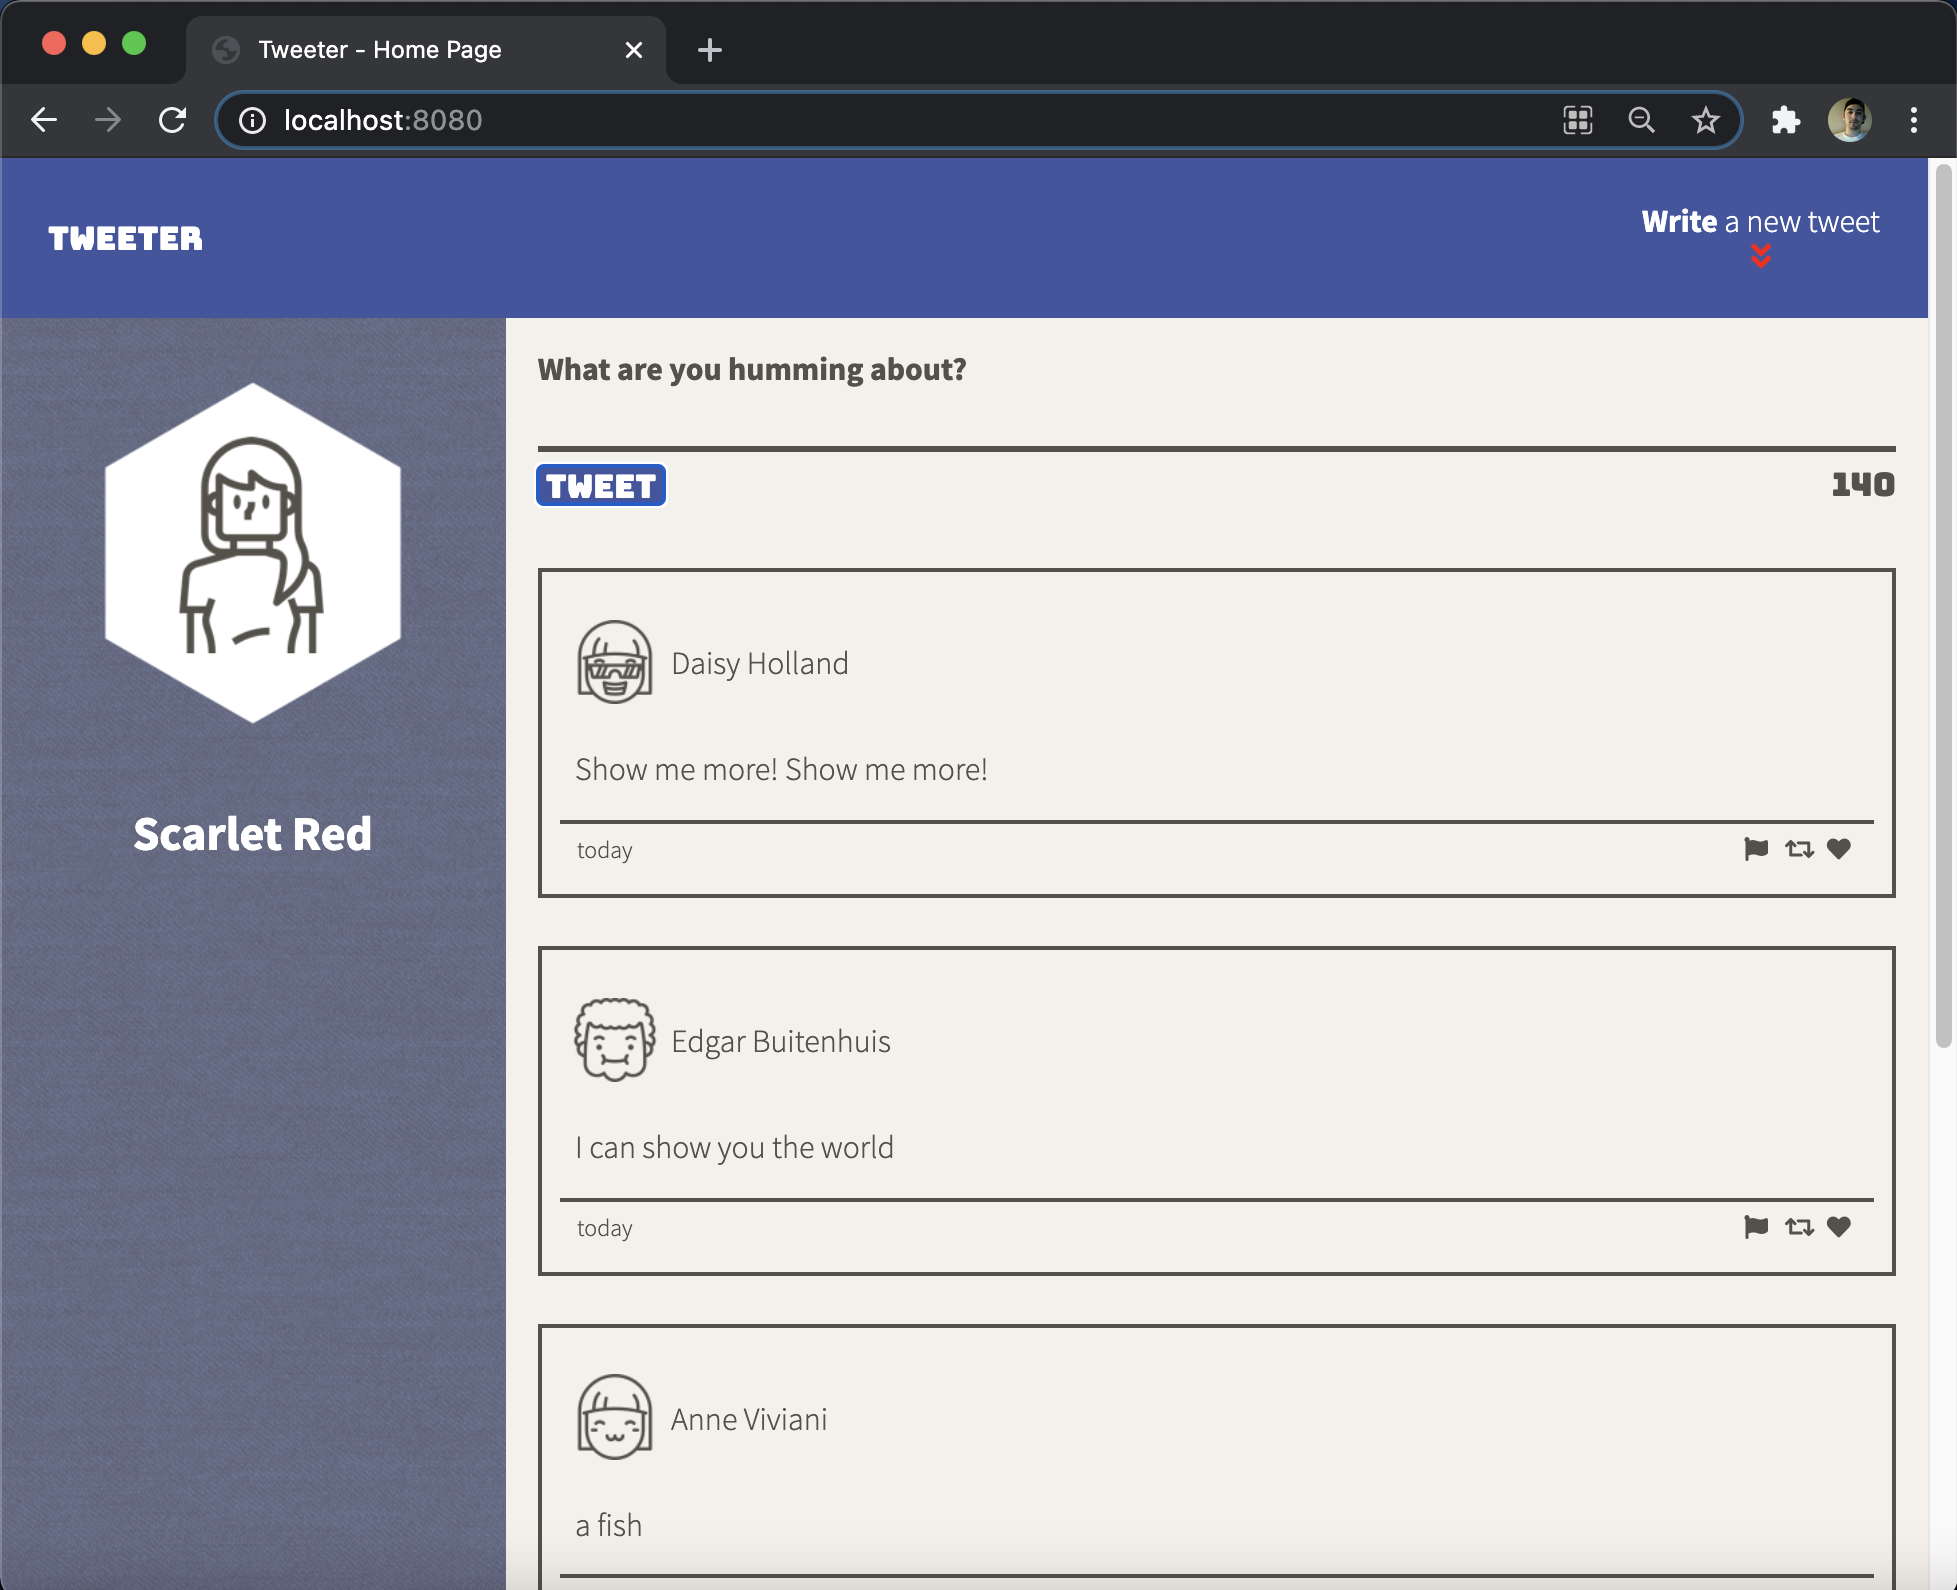 Tweeter - Home Page
localhost:8080
TWEETER
Write a new tweet
What are you humming about?
TWEET
140
Scarlet Red
Daisy Holland
Show me more! Show me more!
today
Edgar Buitenhuis
I can show you the world
today
Anne Viviani
a fish